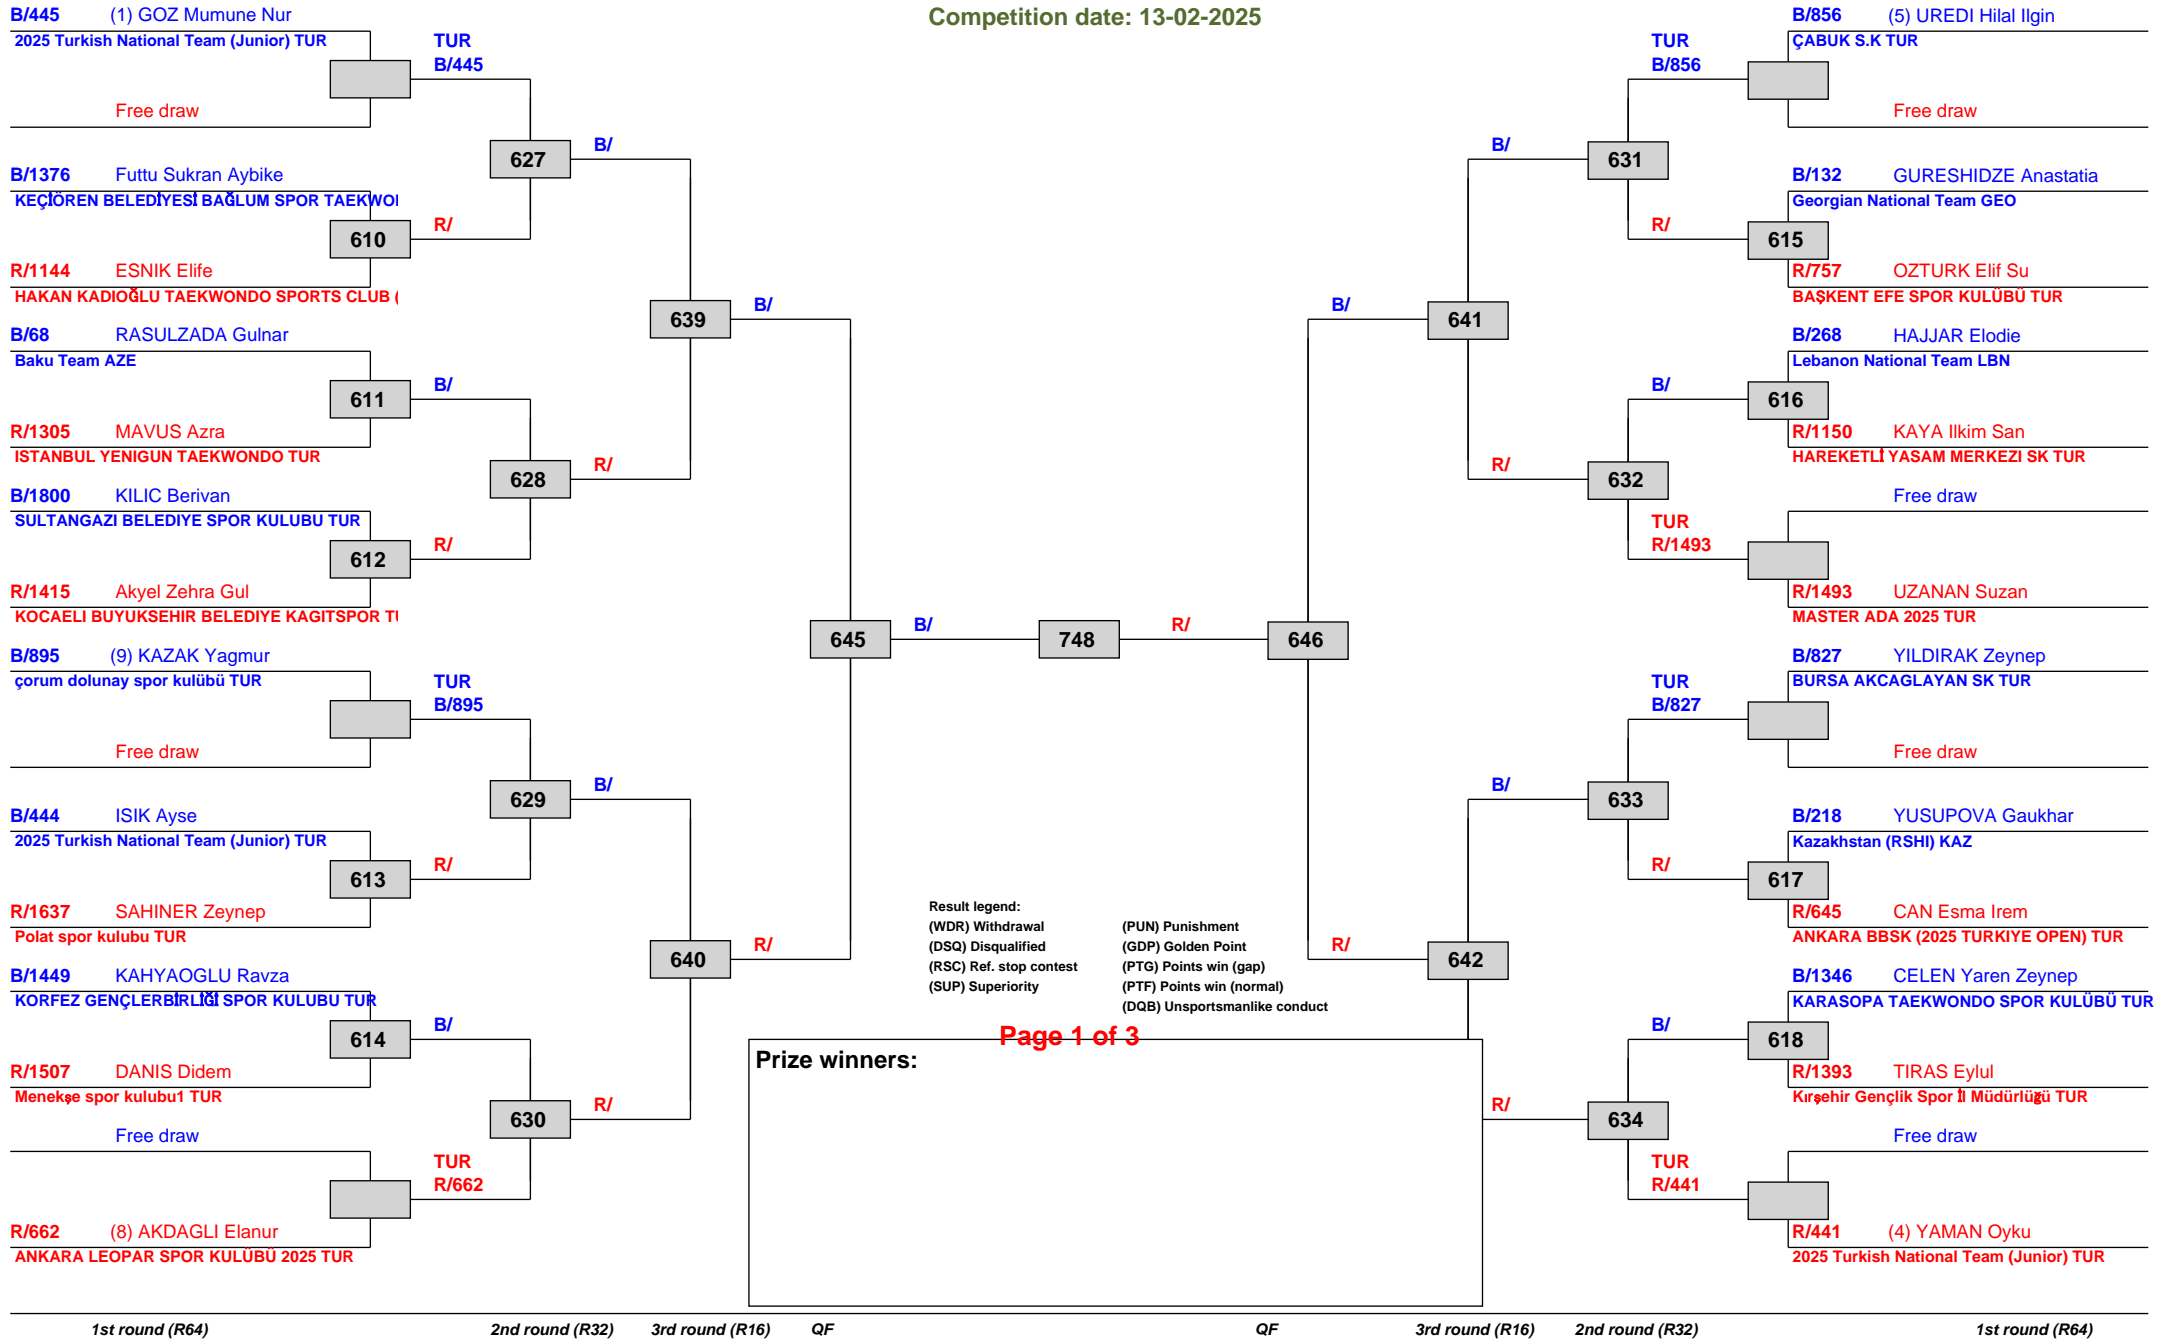 Competition date: 13-02-2025
B/445 (1) GOZ Mumune Nur
2025 Turkish National Team (Junior) TUR
TUR
B/445
Free draw
627
B/
B/1376 Futtu Sukran Aybike
KEÇİÖREN BELEDİYESİ BAĞLUM SPOR TAEKWO
610
R/
R/1144 ESNIK Elife
HAKAN KADIOĞLU TAEKWONDO SPORTS CLUB (
639
B/
B/68 RASULZADA Gulnar
Baku Team AZE
611
B/
R/1305 MAVUS Azra
ISTANBUL YENIGUN TAEKWONDO TUR
628
R/
B/1800 KILIC Berivan
SULTANGAZI BELEDIYE SPOR KULUBU TUR
612
R/
R/1415 Akyel Zehra Gul
KOCAELI BUYUKSEHIR BELEDIYE KAGITSPOR TU
645
B/
748
R/
646
B/895 (9) KAZAK Yagmur
çorum dolunay spor kulübü TUR
TUR
B/895
Free draw
629
B/
B/444 ISIK Ayse
2025 Turkish National Team (Junior) TUR
613
R/
R/1637 SAHINER Zeynep
Polat spor kulubu TUR
640
R/
B/1449 KAHYAOGLU Ravza
KORFEZ GENÇLERBİRLİĞİ SPOR KULUBU TUR
614
B/
R/1507 DANIS Didem
Menekşe spor kulubu1 TUR
630
R/
Free draw
TUR
R/662
R/662 (8) AKDAGLI Elanur
ANKARA LEOPAR SPOR KULÜBÜ 2025 TUR
B/856 (5) UREDI Hilal Ilgin
ÇABUK S.K TUR
TUR
B/856
Free draw
B/
631
B/132 GURESHIDZE Anastatia
Georgian National Team GEO
R/
615
R/757 OZTURK Elif Su
BAŞKENT EFE SPOR KULÜBÜ TUR
B/
641
B/268 HAJJAR Elodie
Lebanon National Team LBN
B/
616
R/1150 KAYA Ilkim San
HAREKETLİ YASAM MERKEZI SK TUR
R/
632
Free draw
TUR
R/1493
R/1493 UZANAN Suzan
MASTER ADA 2025 TUR
B/827 YILDIRAK Zeynep
BURSA AKCAGLAYAN SK TUR
TUR
B/827
Free draw
B/
633
B/218 YUSUPOVA Gaukhar
Kazakhstan (RSHI) KAZ
R/
617
R/645 CAN Esma Irem
ANKARA BBSK (2025 TURKIYE OPEN) TUR
R/
642
B/1346 CELEN Yaren Zeynep
KARASOPA TAEKWONDO SPOR KULÜBÜ TUR
B/
618
R/1393 TIRAS Eylul
Kırşehir Gençlik Spor İl Müdürlüğü TUR
R/
634
Free draw
TUR
R/441
R/441 (4) YAMAN Oyku
2025 Turkish National Team (Junior) TUR
Result legend:
(WDR) Withdrawal (PUN) Punishment
(DSQ) Disqualified (GDP) Golden Point
(RSC) Ref. stop contest (PTG) Points win (gap)
(SUP) Superiority (PTF) Points win (normal)
(DQB) Unsportsmanlike conduct
Page 1 of 3
Prize winners:
1st round (R64) 2nd round (R32) 3rd round (R16) QF QF 3rd round (R16) 2nd round (R32) 1st round (R64)